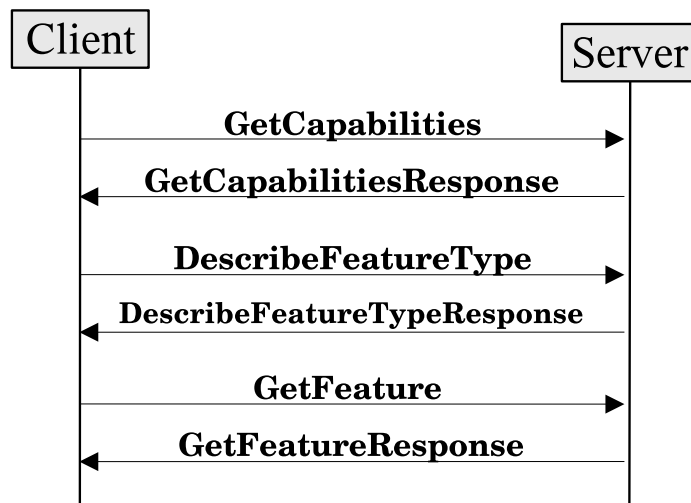 Client
Server
GetCapabilities
GetCapabilitiesResponse
DescribeFeatureType
DescribeFeatureTypeResponse
GetFeature
GetFeatureResponse